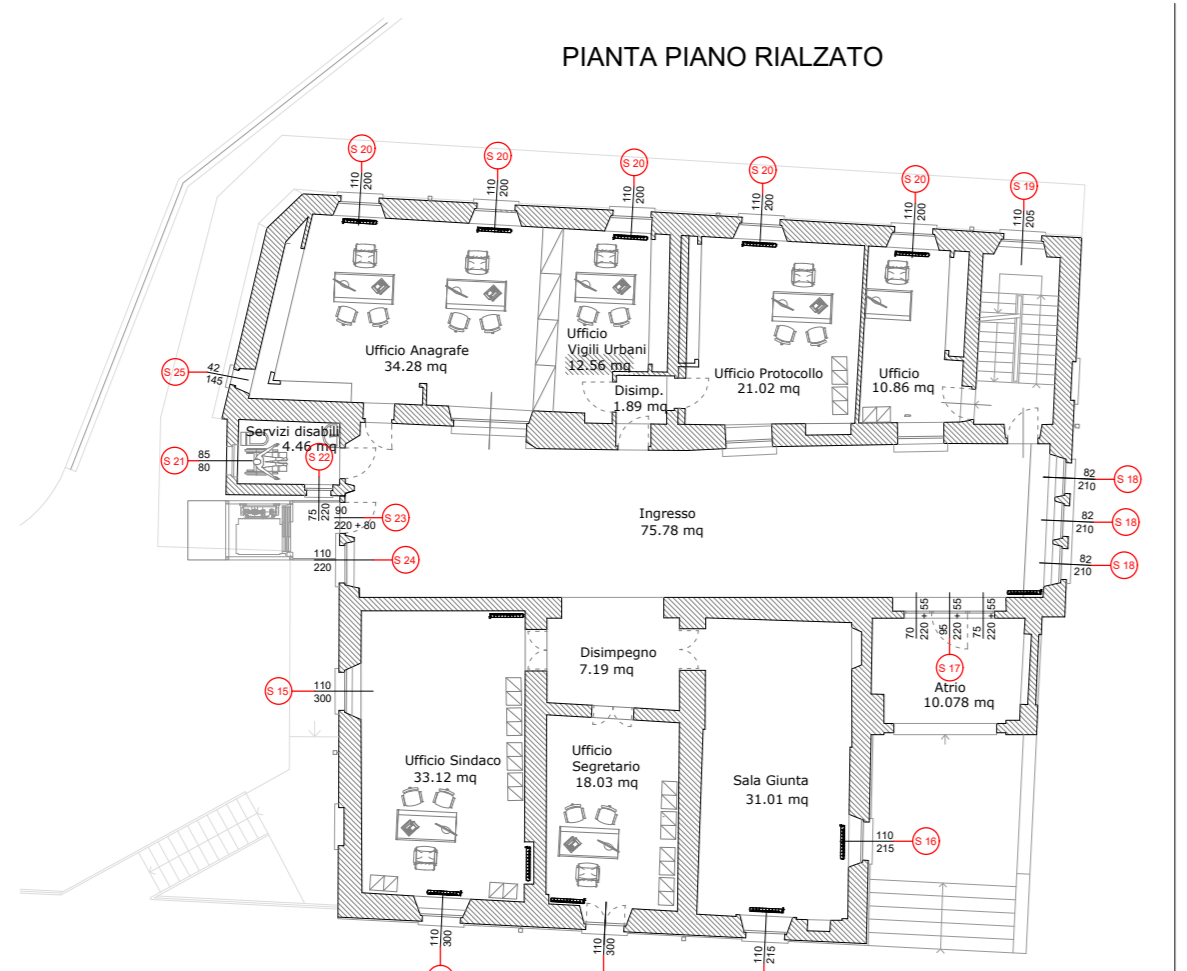 PIANTA PIANO RIALZATO
S 20
S 20
S 20
S 20
S 20
S 19
110
200
110
200
110
200
110
200
110
200
110
205
Ufficio Anagrafe
34.28 mq
Ufficio
Vigili Urbani
12.56 mq
Disimp.
1.89 mq
Ufficio Protocollo
21.02 mq
Ufficio
10.86 mq
S 25
42
145
Servizi disabili
4.46 mq
S 21
85
80
S 22
75
220
90
220 + 80
S 23
110
220
S 24
Ingresso
75.78 mq
82
210
S 18
82
210
S 18
82
210
S 18
70
220 + 55
95
220 + 55
75
220 + 55
S 17
Atrio
10.078 mq
Disimpegno
7.19 mq
S 15
110
300
Ufficio Sindaco
33.12 mq
Ufficio
Segretario
18.03 mq
Sala Giunta
31.01 mq
110
215
S 16
110
300
110
300
110
215